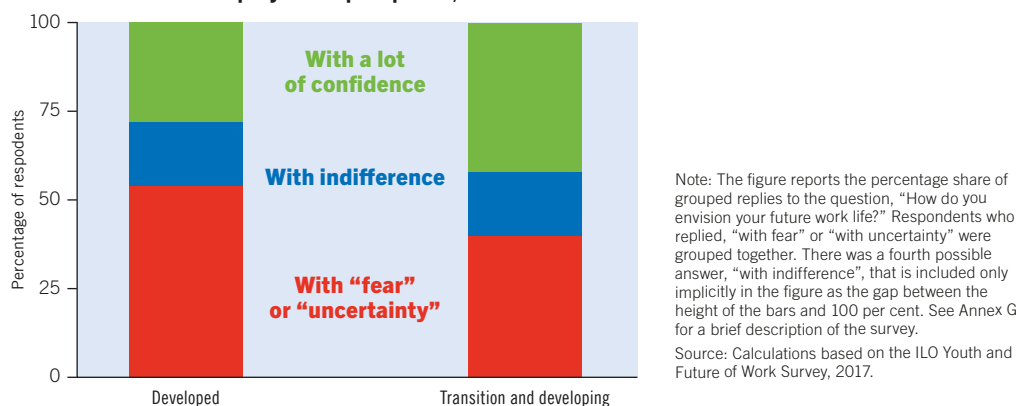 100
75
50
25
0
Percentage of respodents
With a lot
of confidence
With indifference
With “fear”
or “uncertainty”
Developed
Transition and developing
Note: The figure reports the percentage share of
grouped replies to the question, “How do you
envision your future work life?” Respondents who
replied, “with fear” or “with uncertainty” were
grouped together. There was a fourth possible
answer, “with indifference”, that is included only
implicitly in the figure as the gap between the
height of the bars and 100 per cent. See Annex G
for a brief description of the survey.
Source: Calculations based on the ILO Youth and
Future of Work Survey, 2017.